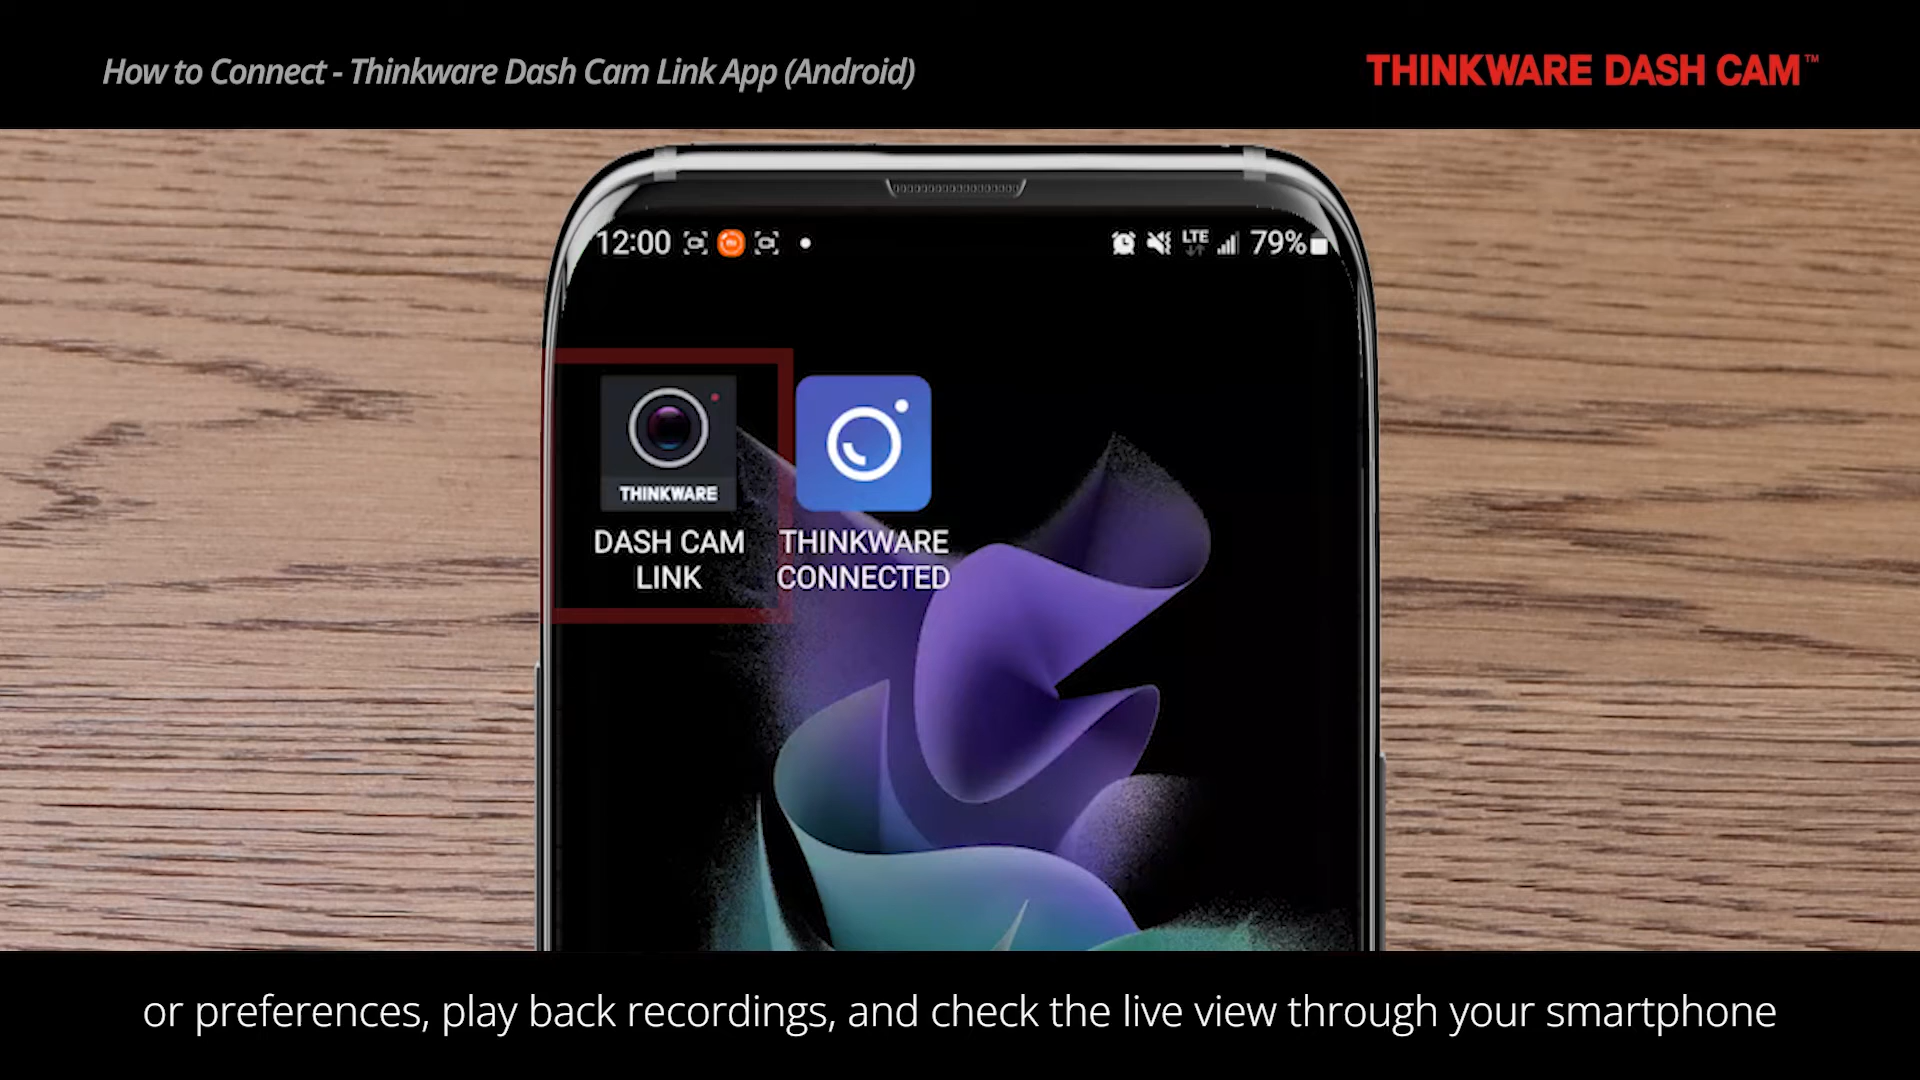 How to Connect - Thinkware Dash Cam Link App (Android)
THINKWARE DASH CAM™
12:00
LTE
79%
THINKWARE
DASH CAM
LINK
THINKWARE
CONNECTED
or preferences, play back recordings, and check the live view through your smartphone